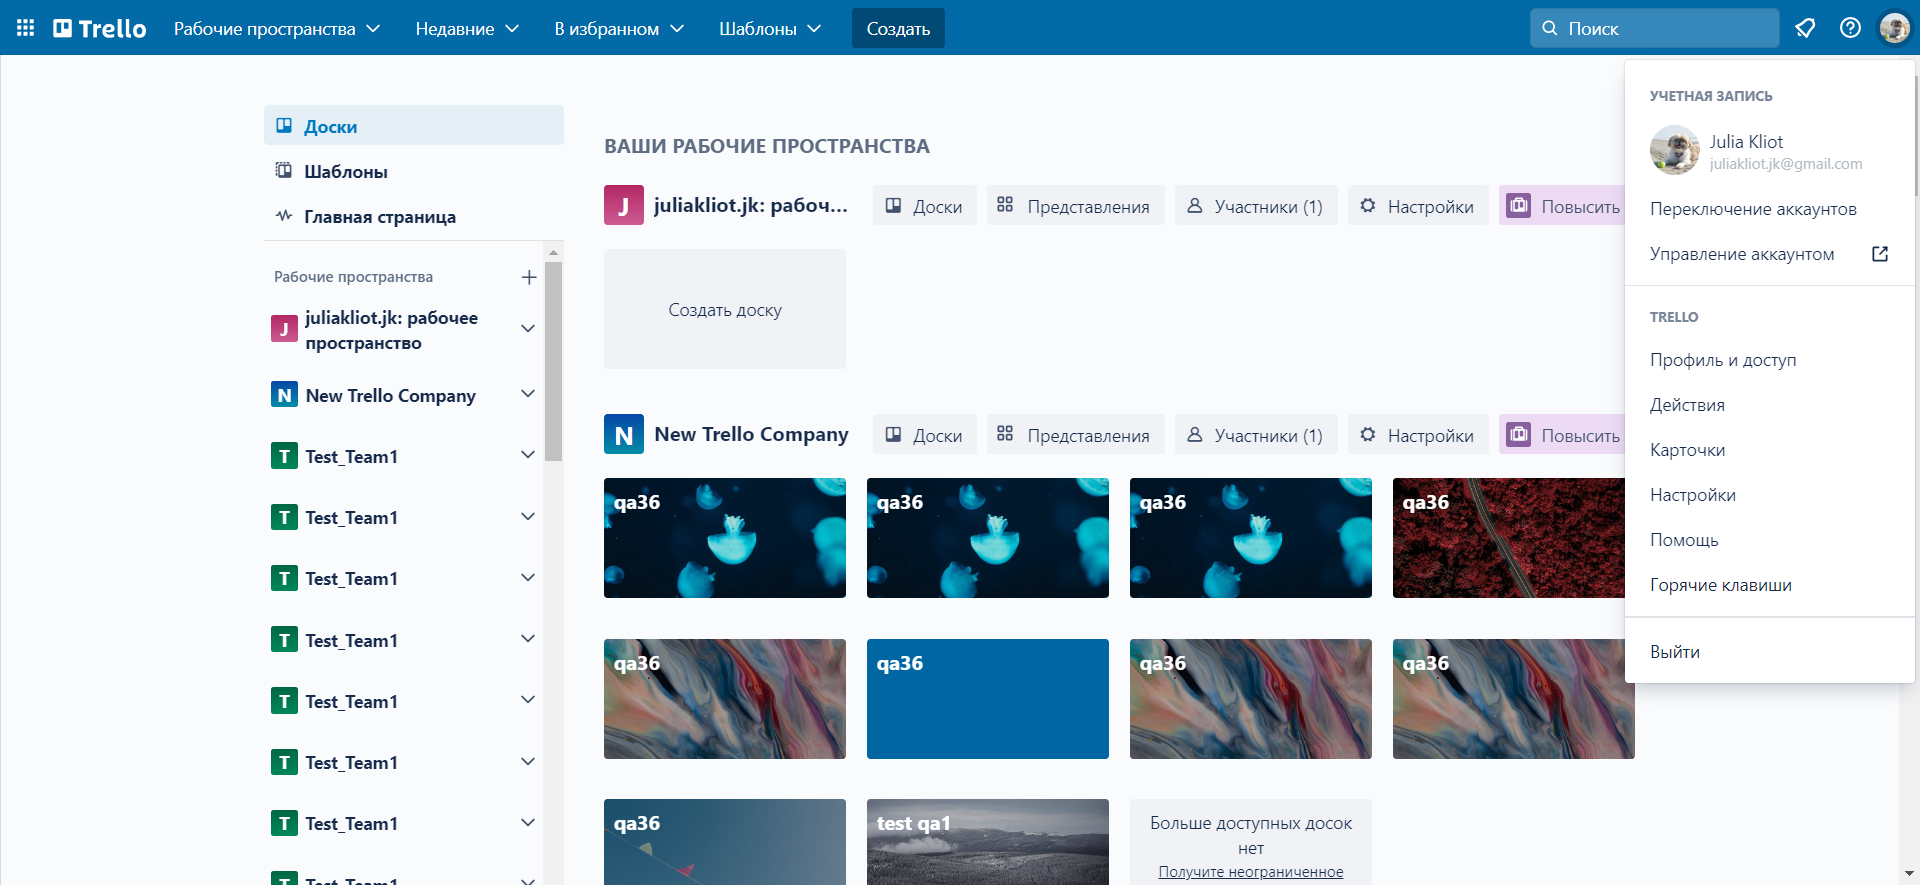 Trello
Рабочие пространства
Недавние
В избранном
Шаблоны
Создать
Поиск
Доски
Шаблоны
Главная страница
Рабочие пространства
J
juliakliot.jk: рабочее
пространство
N
New Trello Company
T
Test_Team1
T
Test_Team1
T
Test_Team1
T
Test_Team1
T
Test_Team1
T
Test_Team1
T
Test_Team1
T
Test_Team1
ВАШИ РАБОЧИЕ ПРОСТРАНСТВА
J
juliakliot.jk: рабоч...
Доски
Представления
Участники (1)
Настройки
Повысить
Создать доску
N
New Trello Company
Доски
Представления
Участники (1)
Настройки
Повысить
qa36
qa36
qa36
qa36
qa36
qa36
qa36
qa36
qa36
test qa1
Больше доступных досок
нет
Получите неограниченное
УЧЕТНАЯ ЗАПИСЬ
Julia Kliot
juliakliot.jk@gmail.com
Переключение аккаунтов
Управление аккаунтом
TRELLO
Профиль и доступ
Действия
Карточки
Настройки
Помощь
Горячие клавиши
Выйти